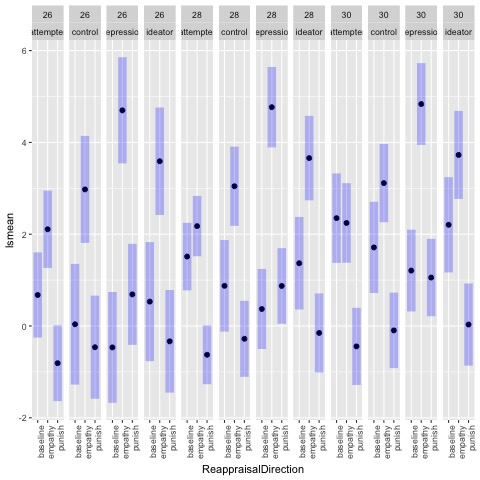 26 26 26 26 28 28 28 28 30 30 30 30
attempte control epressio ideator attempte control epressio ideator attempte control epressio ideator
6
4
2
0
-2
lsmean
baseline empathy punish baseline empathy punish baseline empathy punish baseline empathy punish baseline empathy punish baseline empathy punish baseline empathy punish baseline empathy punish baseline empathy punish baseline empathy punish baseline empathy punish baseline empathy punish
ReappraisalDirection